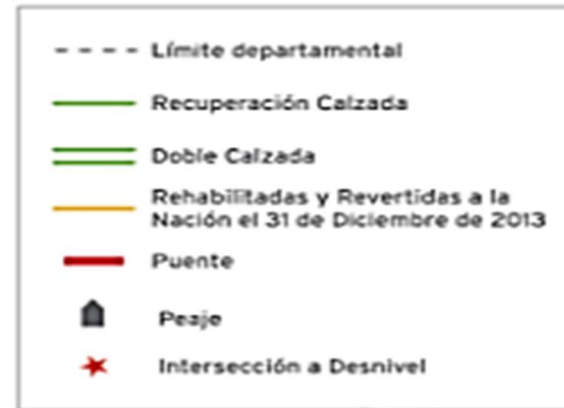 Límite departamental
Recuperación Calzada
Doble Calzada
Rehabilitadas y Revertidas a la
Nación el 31 de Diciembre de 2013
Puente
Peaje
Intersección a Desnivel